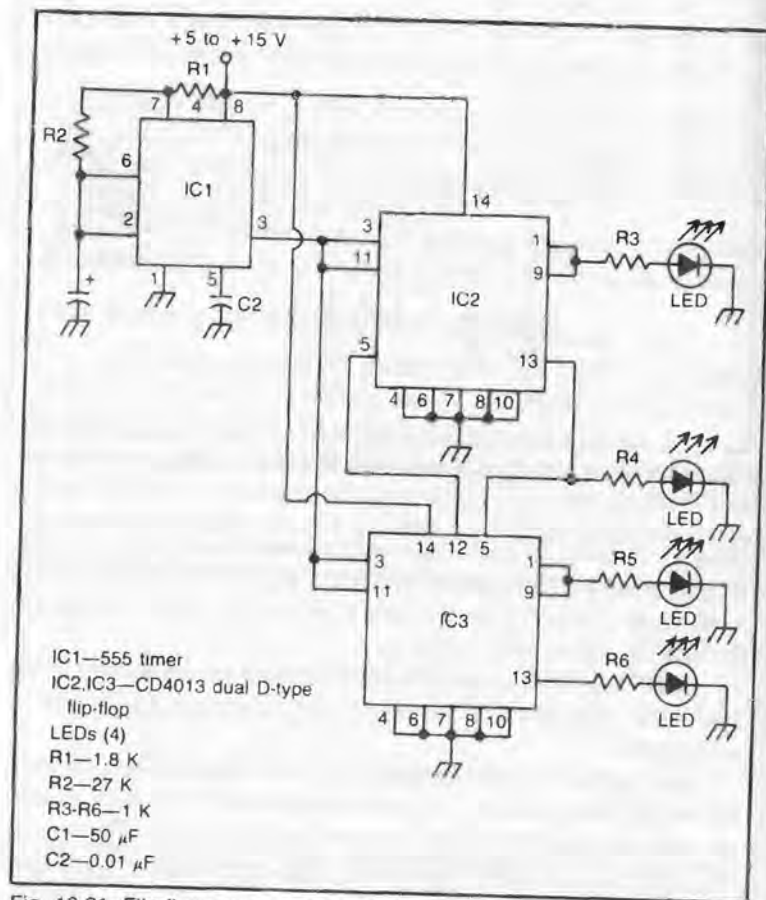 +5 to +15 V
R1
7 4 8
R2
6
IC1
2
3
1
5
+
C2
14
3
11
IC2
1
9
R3
LED
5
13
4 6 7 8 10
R4
LED
14 12 5
3
11
IC3
1
9
R5
LED
13
R6
LED
4 6 7 8 10
IC1—555 timer
IC2,IC3—CD4013 dual D-type
flip-flop
LEDs (4)
R1—1.8 K
R2—27 K
R3-R6—1 K
C1—50 µF
C2—0.01 µF